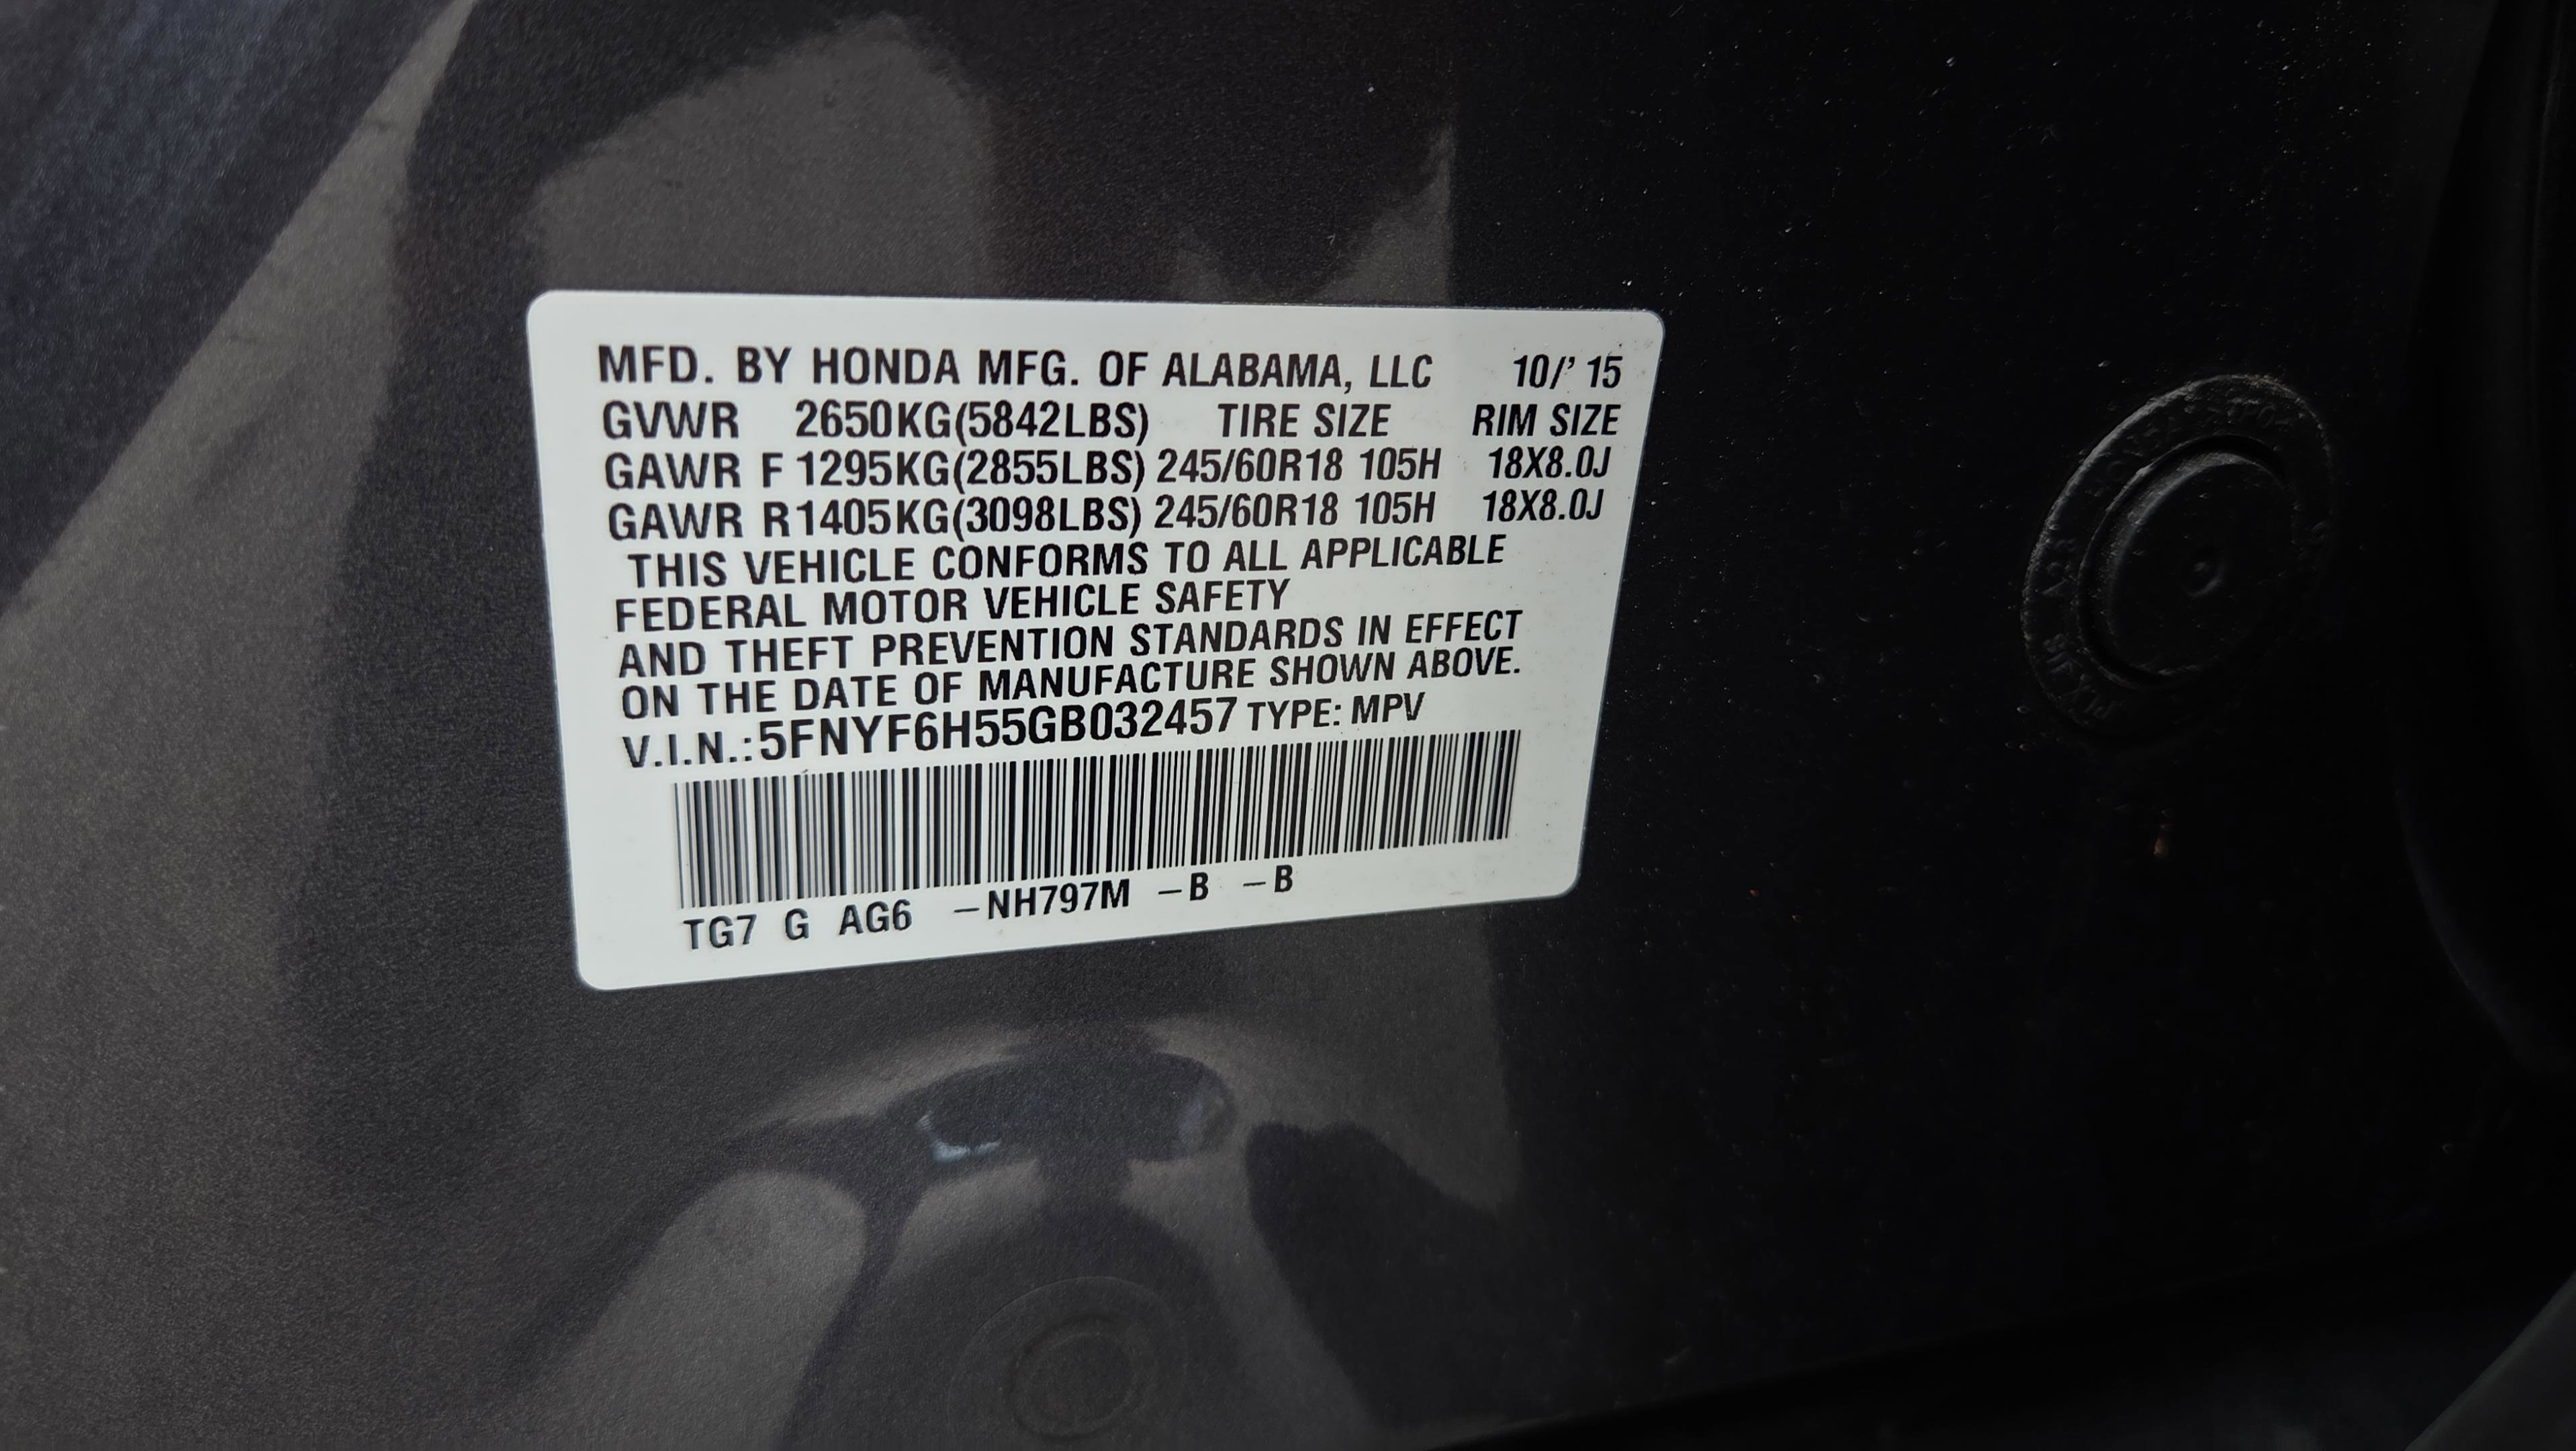 MFD. BY HONDA MFG. OF ALABAMA, LLC 10/' 15
GVWR 2650KG(5842LBS) TIRE SIZE RIM SIZE
GAWR F 1295KG(2855LBS) 245/60R18 105H 18X8.0J
GAWR R1405KG(3098LBS) 245/60R18 105H 18X8.0J
THIS VEHICLE CONFORMS TO ALL APPLICABLE
FEDERAL MOTOR VEHICLE SAFETY
AND THEFT PREVENTION STANDARDS IN EFFECT
ON THE DATE OF MANUFACTURE SHOWN ABOVE.
V.I.N.:5FNYF6H55GB032457 TYPE: MPV
TG7 G AG6 –NH797M –B –B